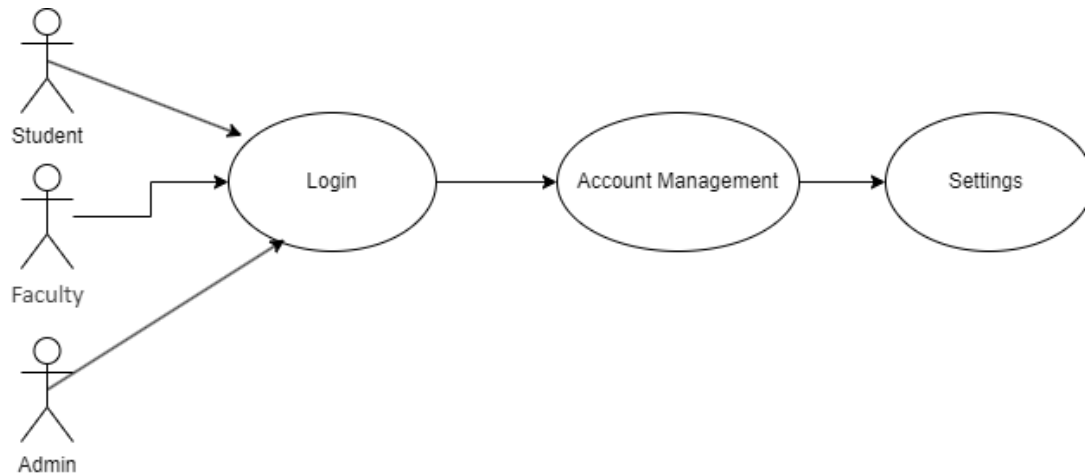 Student
Login
Account Management
Settings
Faculty
Admin